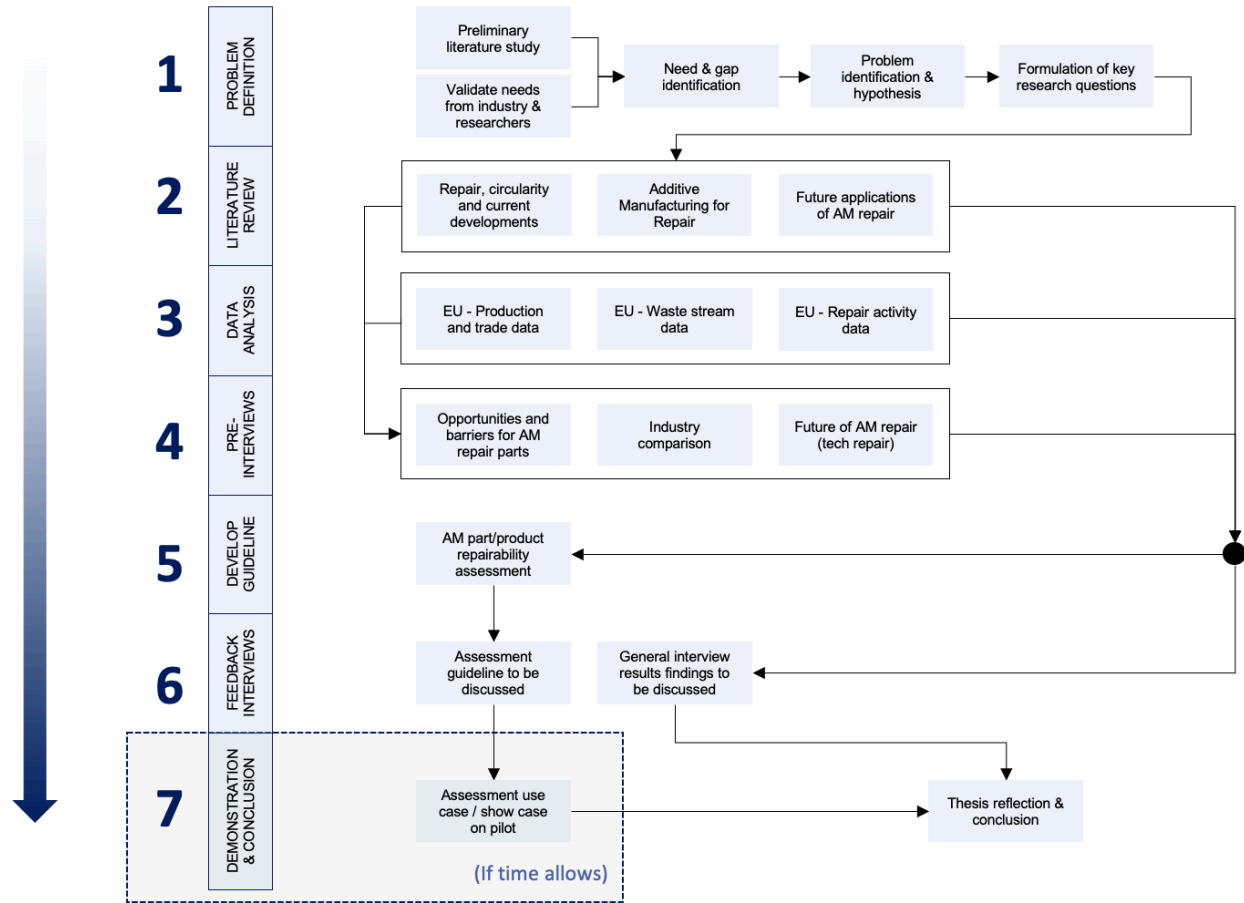 1
PROBLEM
DEFINITION
Preliminary
literature study
Validate needs
from industry &
researchers
Need & gap
identification
Problem
identification &
hypothesis
Formulation of key
research questions
2
LITERATURE
REVIEW
Repair, circularity
and current
developments
Additive
Manufacturing for
Repair
Future applications
of AM repair
3
DATA
ANALYSIS
EU - Production
and trade data
EU - Waste stream
data
EU - Repair activity
data
4
PRE-
INTERVIEWS
Opportunities and
barriers for AM
repair parts
Industry
comparison
Future of AM repair
(tech repair)
5
DEVELOP
GUIDELINE
AM part/product
repairability
assessment
6
FEEDBACK
INTERVIEWS
Assessment
guideline to be
discussed
General interview
results findings to
be discussed
7
DEMONSTRATION
& CONCLUSION
Assessment use
case / show case
on pilot
Thesis reflection &
conclusion
(If time allows)